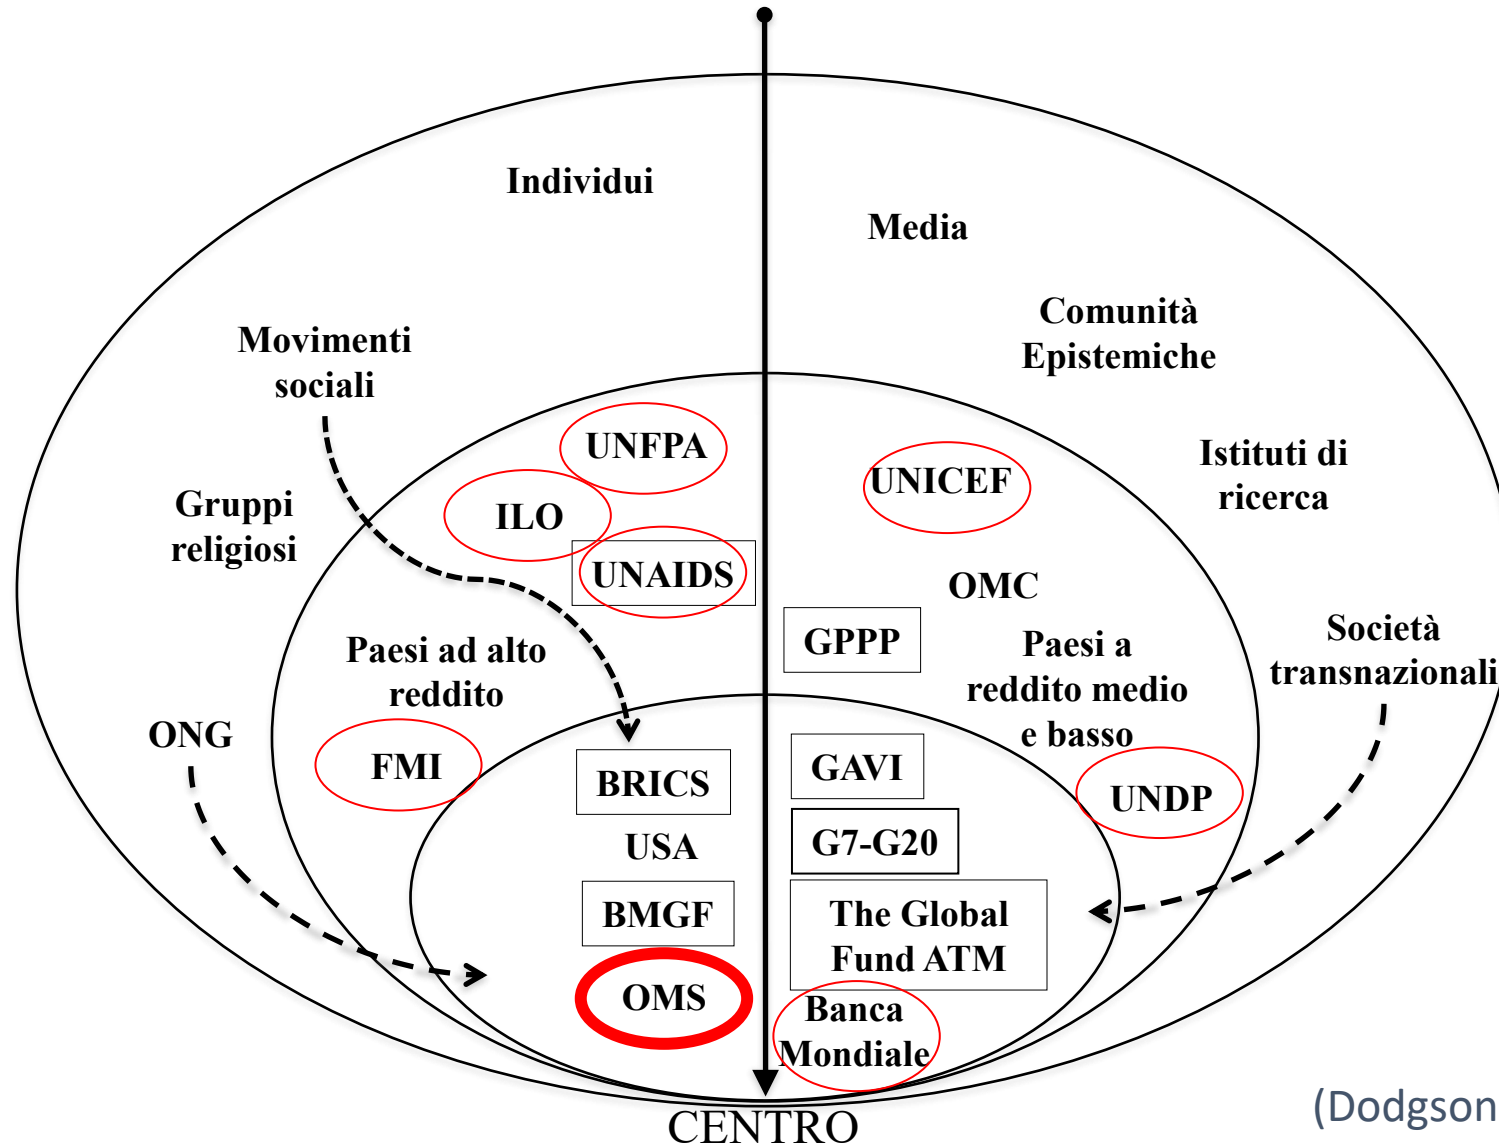 Individui
Media
Comunità
Epistemiche
Movimenti
sociali
UNFPA
UNICEF
Istituti di
ricerca
Gruppi
religiosi
ILO
UNAIDS
OMC
GPPP
Paesi a
reddito medio
e basso
Società
transnazionali
Paesi ad alto
reddito
ONG
FMI
BRICS
GAVI
UNDP
USA
G7-G20
BMGF
The Global
Fund ATM
OMS
Banca
Mondiale
CENTRO
(Dodgson